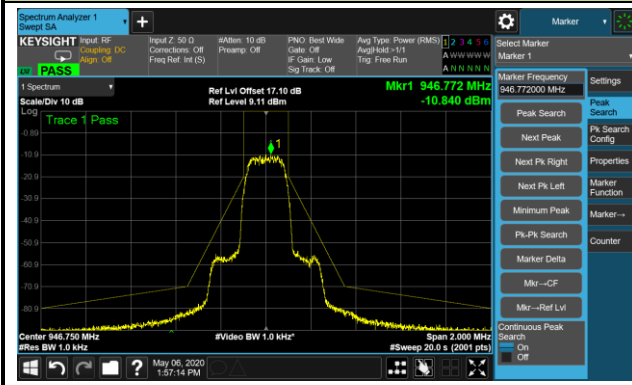 Spectrum Analyzer 1
Swept SA
Marker
KEYSIGHT
Input: RF
Coupling: DC
Align: Off
Input Z: 50 Ω
Corrections: Off
Freq Ref: Int (S)
#Atten: 10 dB
Preamp: Off
PNO: Best Wide
Gate: Off
IF Gain: Low
Sig Track: Off
Avg Type: Power (RMS)
Avg|Hold >1/1
Trig: Free Run
1 2 3 4 5 6
A W W W W W
A N N N N N
LV PASS
Select Marker
Marker 1
1 Spectrum
Scale/Div 10 dB
Ref Lvl Offset 17.10 dB
Ref Level 9.11 dBm
Mkr1 946.772 MHz
-10.840 dBm
Log
Trace 1 Pass
1
-0.89
-10.9
-20.9
-30.9
-40.9
-50.9
-60.9
-70.9
-80.9
Center 946.750 MHz
#Res BW 1.0 kHz
#Video BW 1.0 kHz*
Span 2.000 MHz
#Sweep 20.0 s (2001 pts)
Marker Frequency
946.772000 MHz
Peak Search
Next Peak
Next Pk Right
Next Pk Left
Minimum Peak
Pk-Pk Search
Marker Delta
Mkr→CF
Mkr→Ref Lvl
Continuous Peak
Search
On
Off
Settings
Peak
Search
Pk Search
Config
Properties
Marker
Function
Marker→
Counter
?
May 06, 2020
1:57:14 PM